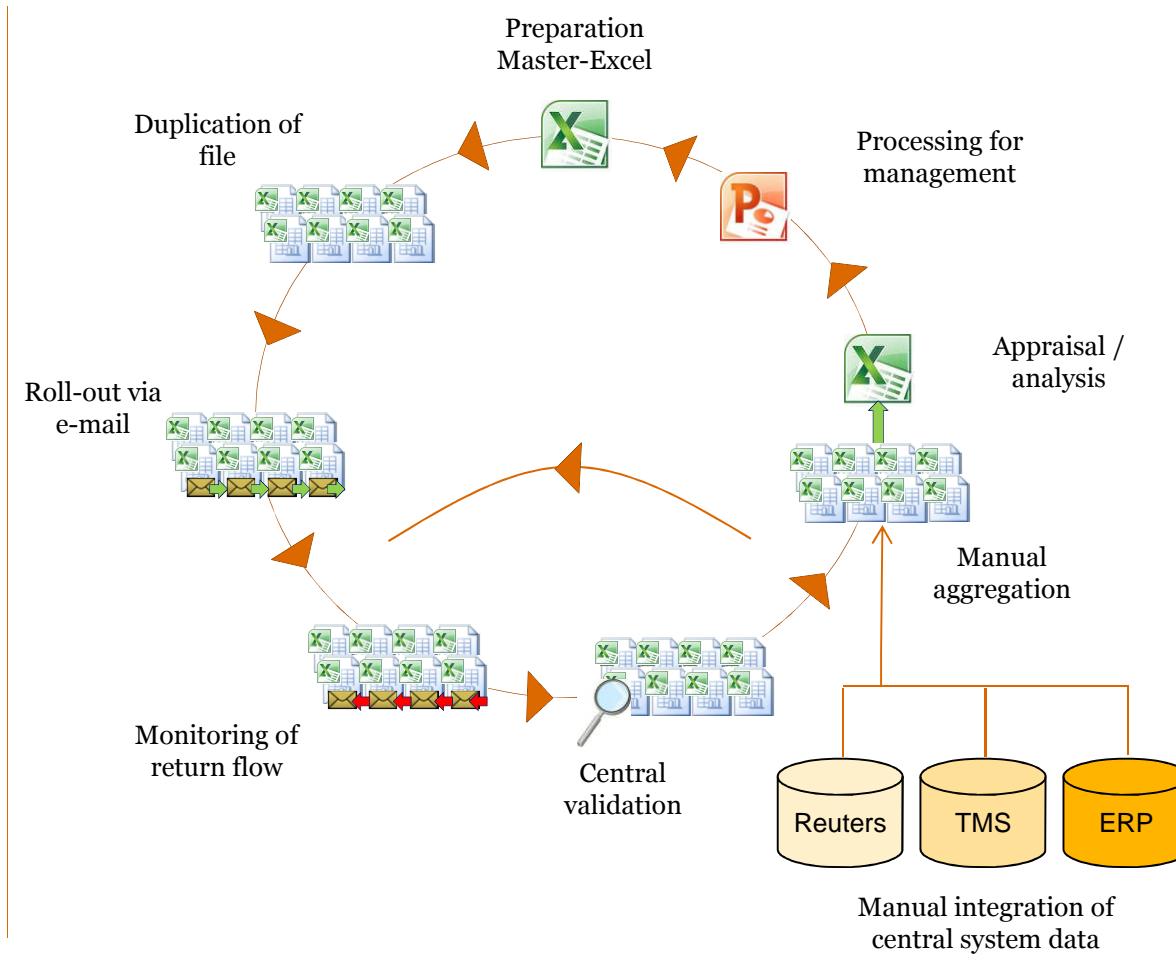 Preparation
Master-Excel
Duplication of
file
Processing for
management
Appraisal /
analysis
Roll-out via
e-mail
Manual
aggregation
Monitoring of
return flow
Central
validation
Reuters
TMS
ERP
Manual integration of
central system data